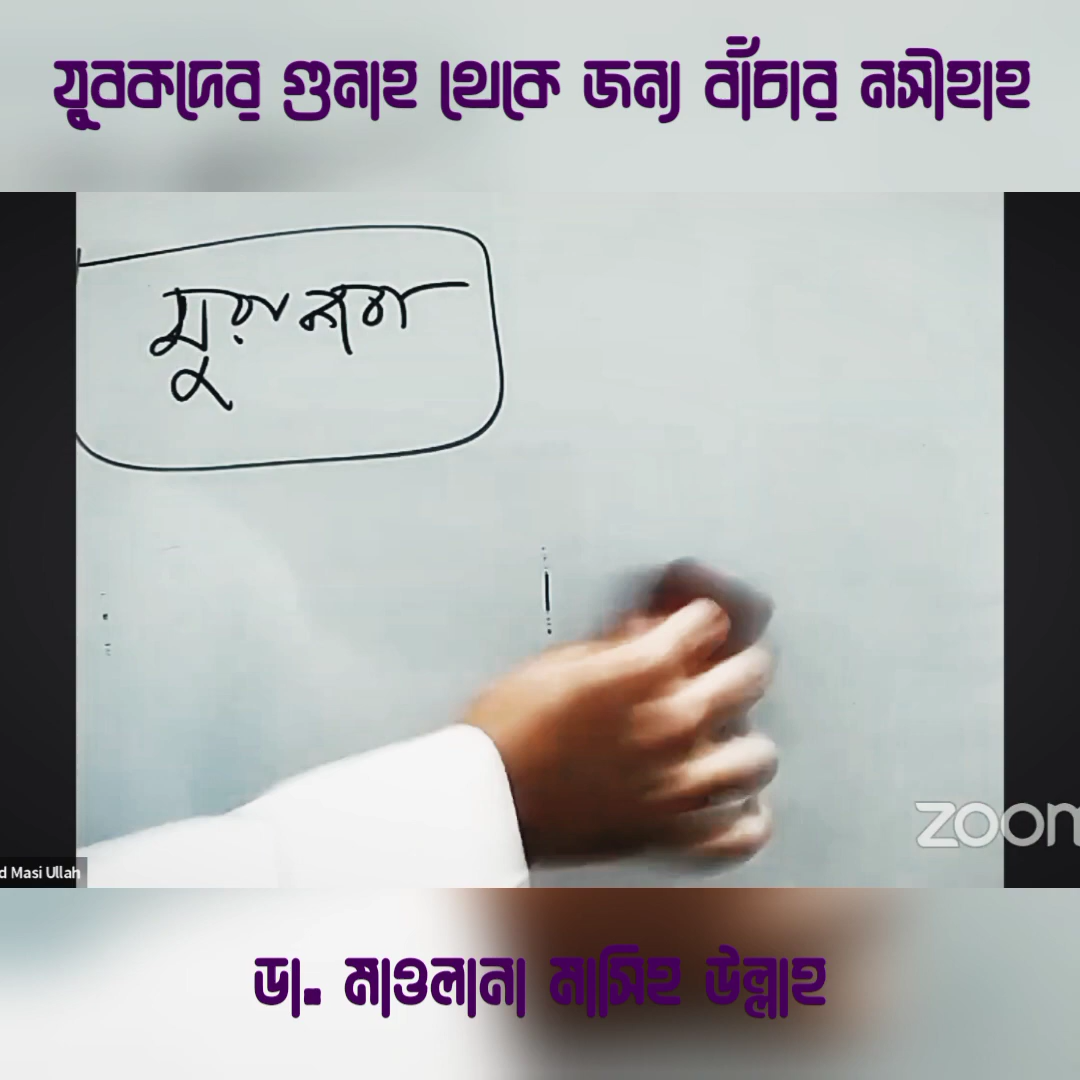 যুবকদের গুনাহ থেকে জন্য বাঁচার নসীহাহ
zoom
d Masi Ullah
ডা. মাওলানা মাসিহ উল্লাহ